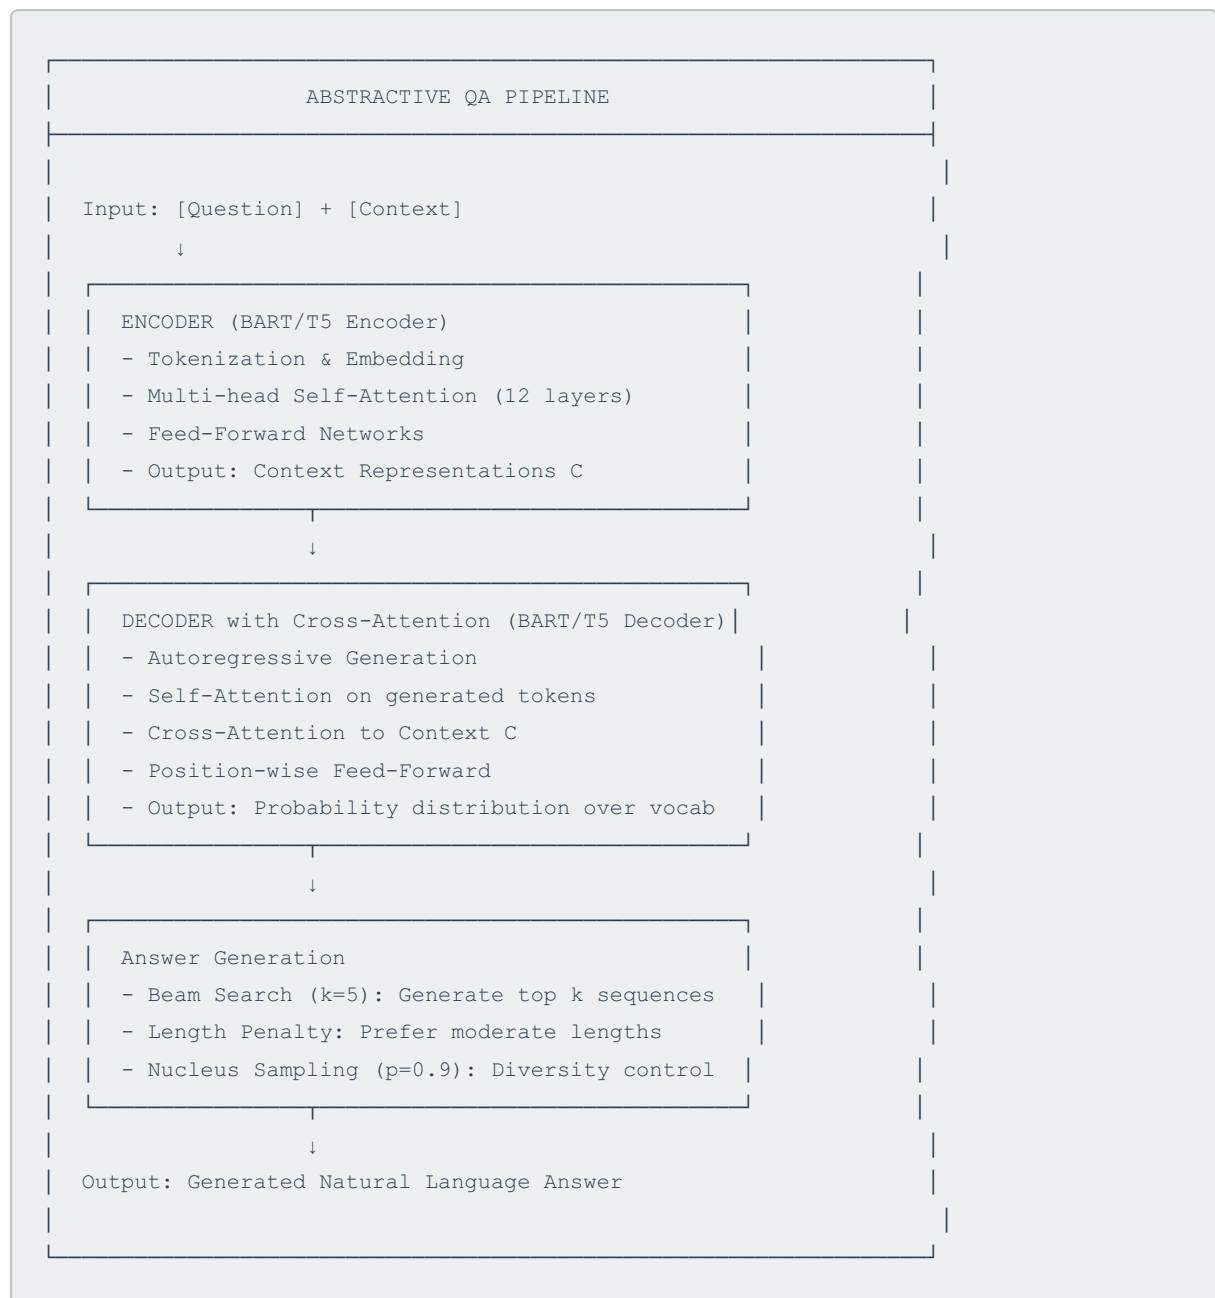 ABSTRACTIVE QA PIPELINE
Input: [Question] + [Context]
↓
ENCODER (BART/T5 Encoder)
- Tokenization & Embedding
- Multi-head Self-Attention (12 layers)
- Feed-Forward Networks
- Output: Context Representations C
↓
DECODER with Cross-Attention (BART/T5 Decoder)
- Autoregressive Generation
- Self-Attention on generated tokens
- Cross-Attention to Context C
- Position-wise Feed-Forward
- Output: Probability distribution over vocab
↓
Answer Generation
- Beam Search (k=5): Generate top k sequences
- Length Penalty: Prefer moderate lengths
- Nucleus Sampling (p=0.9): Diversity control
↓
Output: Generated Natural Language Answer